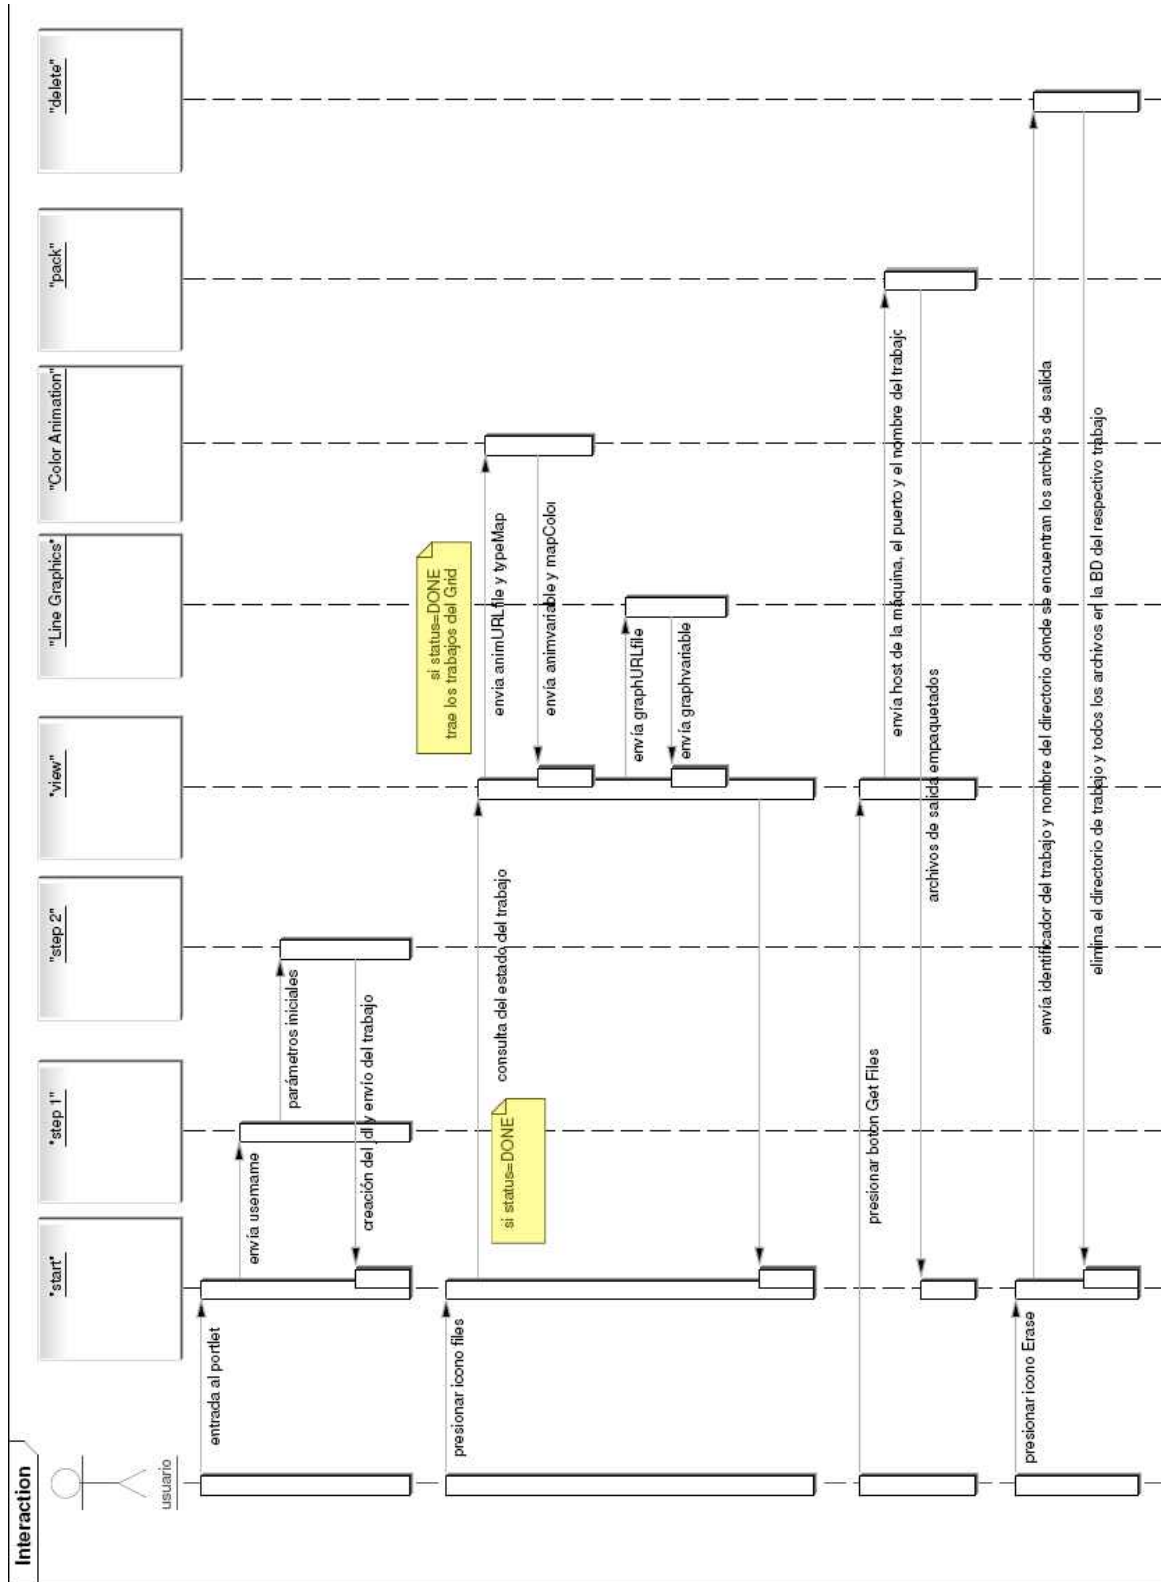 Interaction
usuario
"start"
"step 1"
"step 2"
"view"
"Line Graphics"
"Color Animation"
"pack"
"delete"
entrada al portlet
envía username
parámetros iniciales
creación del jdl y envío del trabajo
si status=DONE
trae los trabajos del Grid
presionar icono files
consulta del estado del trabajo
envía animURLfile y typeMap
si status=DONE
envía animvariable y mapColor
envía graphURLfile
envía graphvariable
presionar boton Get Files
envía host de la máquina, el puerto y el nombre del trabajo
archivos de salida empaquetados
presionar icono Erase
envía identificador del trabajo y nombre del directorio donde se encuentran los archivos de salida
elimina el directorio de trabajo y todos los archivos en la BD del respectivo trabajo